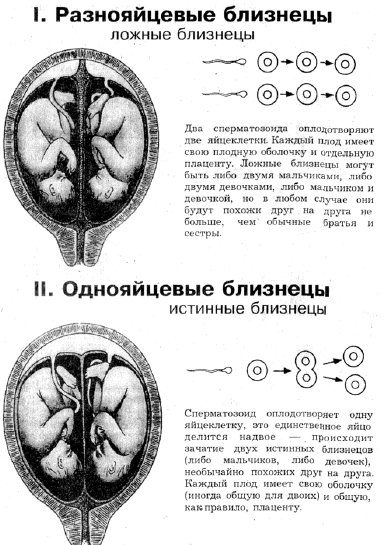 I. Разнояйцевые близнецы
ложные близнецы
Два сперматозоида оплодотворяют
две яйцеклетки. Каждый плод имеет
свою плодную оболочку и отдельную
плаценту. Ложные близнецы могут
быть либо двумя мальчиками, либо
двумя девочками, либо мальчиком и
девочкой, но в любом случае они
будут похожи друг на друга не
больше, чем обычные братья и
сестры.
II. Однояйцевые близнецы
истинные близнецы
Сперматозоид оплодотворяет одну
яйцеклетку, это единственное яйцо
делится надвое — происходит
зачатие двух истинных близнецов
(либо мальчиков, либо девочек),
необычайно похожих друг на друга.
Каждый плод имеет свою оболочку
(иногда общую для двоих) и общую,
как правило, плаценту.